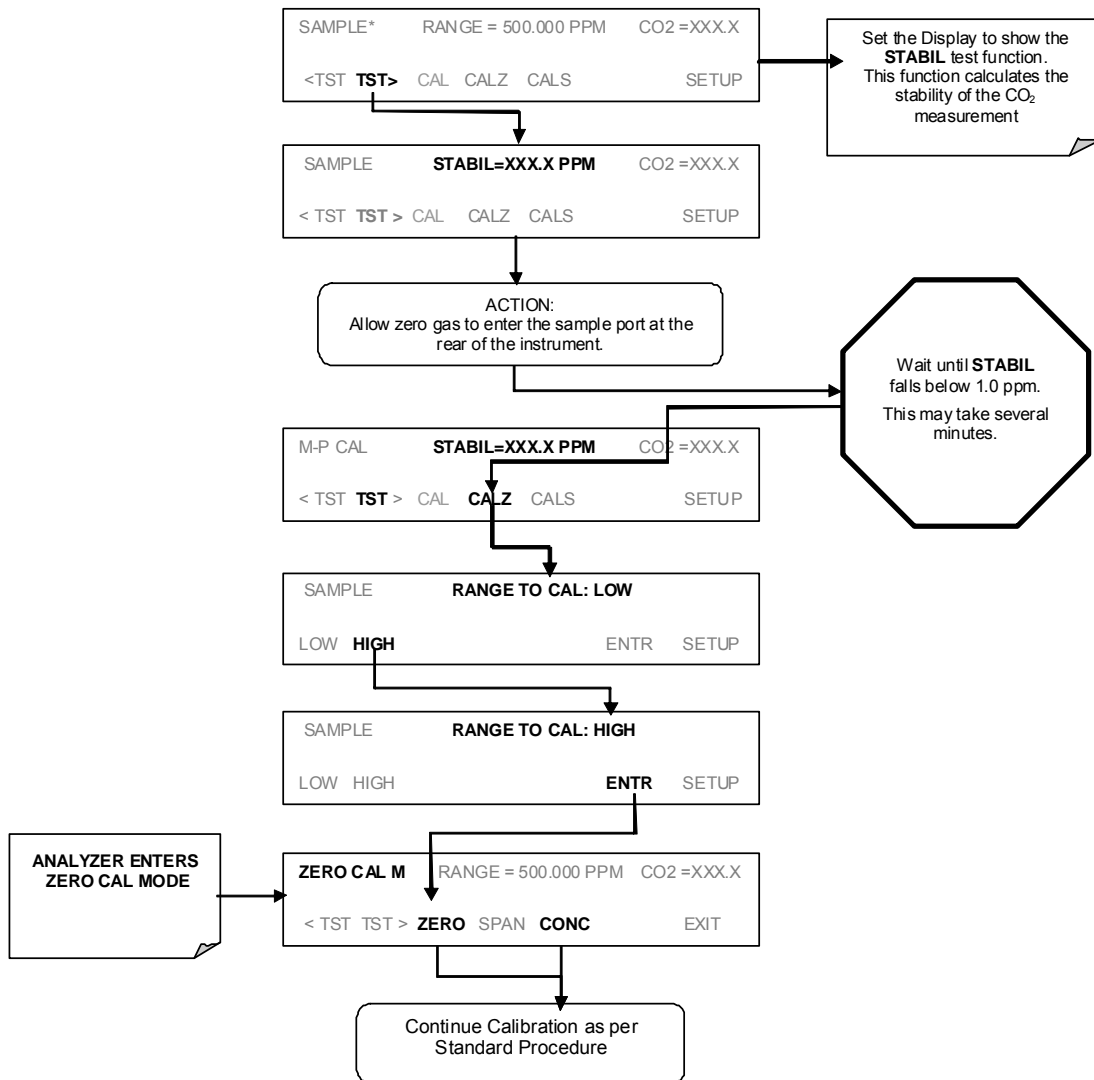 SAMPLE* RANGE = 500.000 PPM CO2 =XXX.X
<TST TST> CAL CALZ CALS SETUP
Set the Display to show the
STABIL test function.
This function calculates the
stability of the CO₂
measurement
SAMPLE STABIL=XXX.X PPM CO2 =XXX.X
< TST TST > CAL CALZ CALS SETUP
ACTION:
Allow zero gas to enter the sample port at the
rear of the instrument.
Wait until STABIL
falls below 1.0 ppm.
This may take several
minutes.
M-P CAL STABIL=XXX.X PPM CO2 =XXX.X
< TST TST > CAL CALZ CALS SETUP
SAMPLE RANGE TO CAL: LOW
LOW HIGH ENTR SETUP
SAMPLE RANGE TO CAL: HIGH
LOW HIGH ENTR SETUP
ANALYZER ENTERS
ZERO CAL MODE
ZERO CAL M RANGE = 500.000 PPM CO2 =XXX.X
< TST TST > ZERO SPAN CONC EXIT
Continue Calibration as per
Standard Procedure